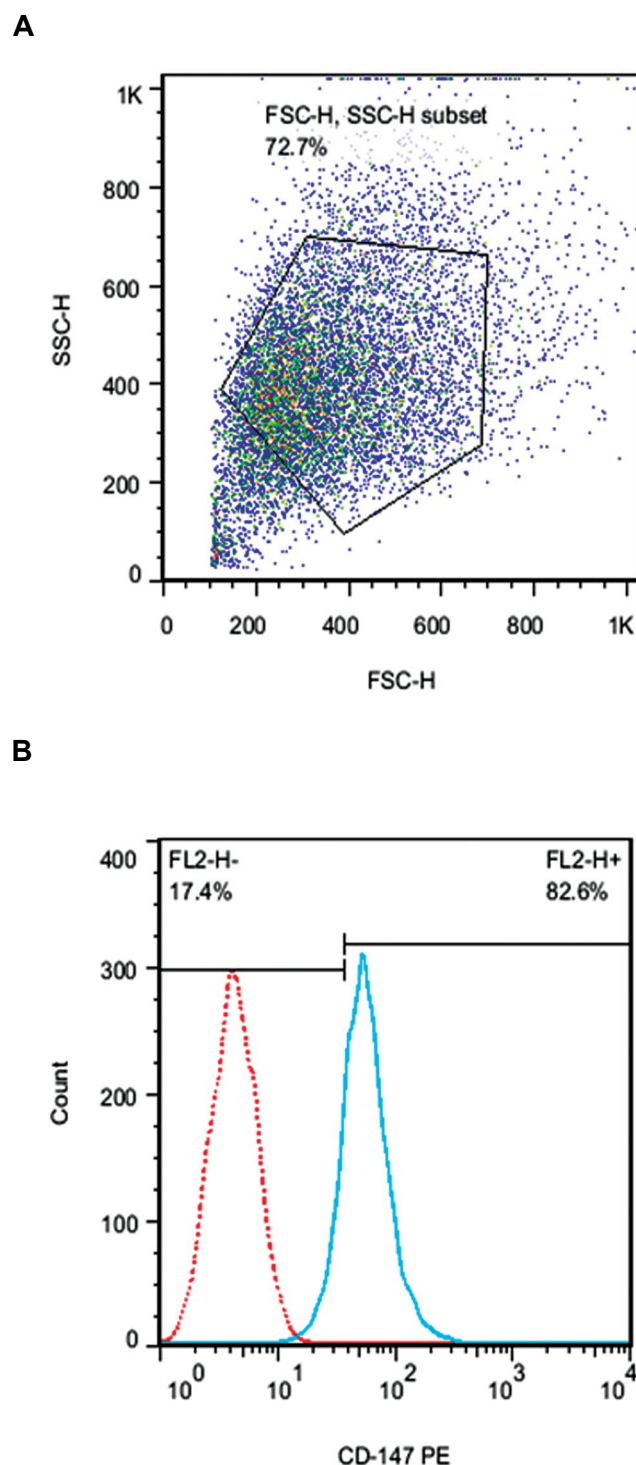 A
FSC-H, SSC-H subset
72.7%
1K
800
600
400
200
0
SSC-H
0 200 400 600 800 1K
FSC-H
B
FL2-H-
17.4%
FL2-H+
82.6%
400
300
200
100
0
Count
10^0 10^1 10^2 10^3 10^4
CD-147 PE